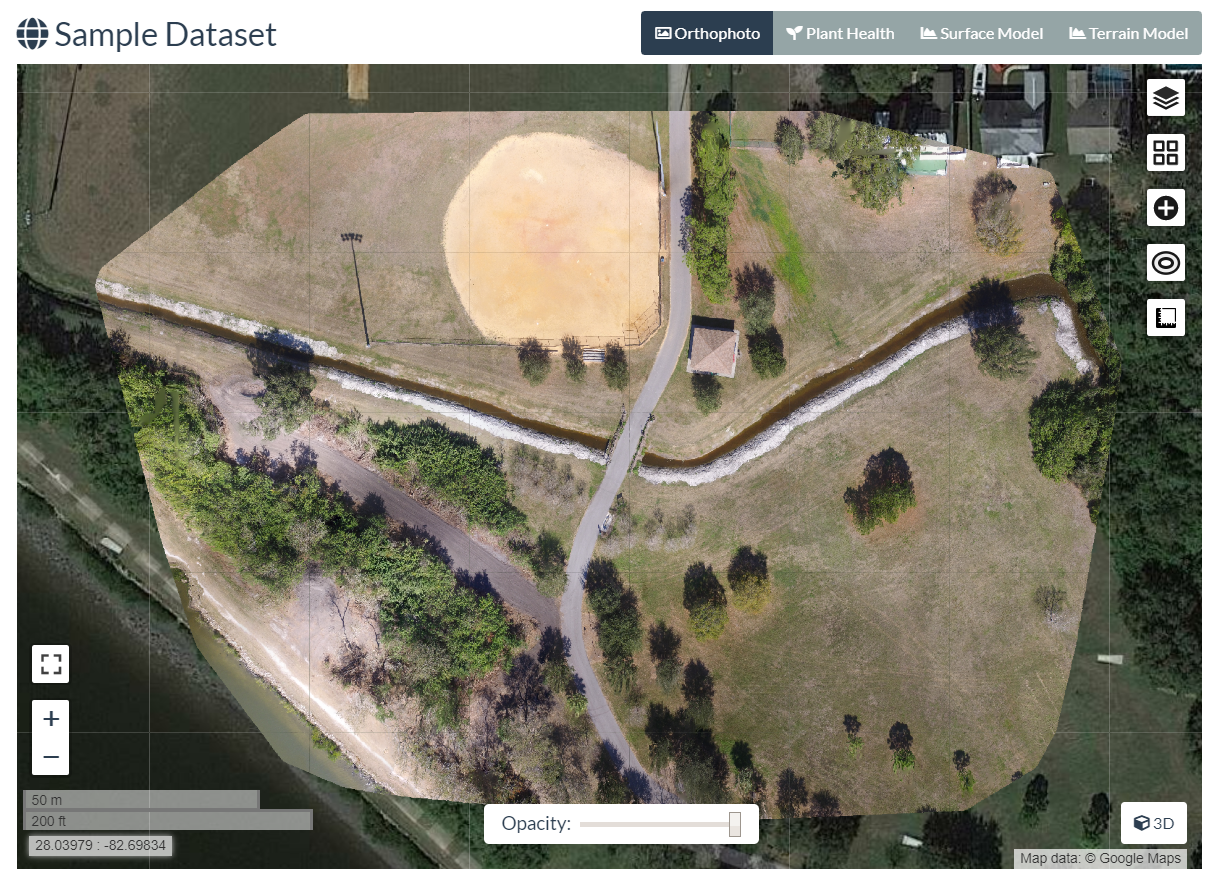 Sample Dataset
Orthophoto
Plant Health
Surface Model
Terrain Model
+
−
50 m
200 ft
28.03979 : -82.69834
Opacity:
3D
Map data: © Google Maps